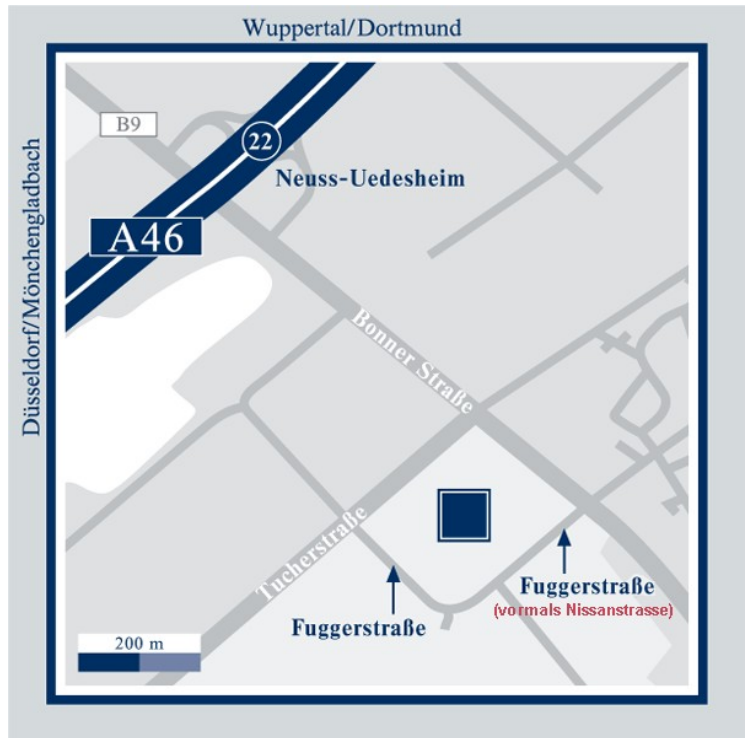 Wuppertal/Dortmund
Düsseldorf/Mönchengladbach
B9
22
Neuss-Uedesheim
A46
Bonner Straße
Tucherstraße
Fuggerstraße
(vormals Nissanstrasse)
Fuggerstraße
200 m